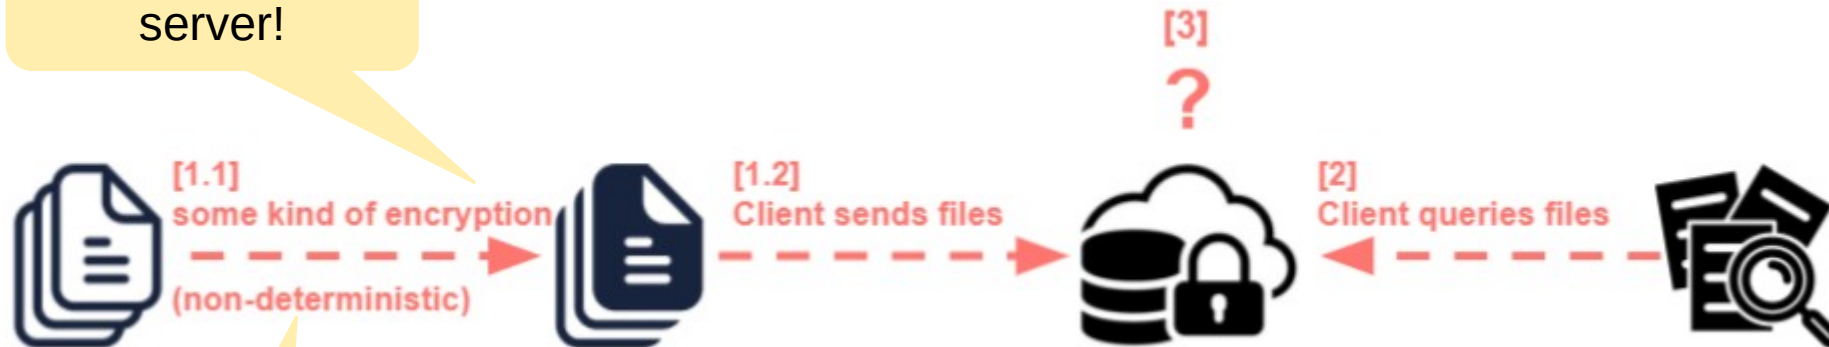 server!
[3]
?
[1.1]
some kind of encryption
(non-deterministic)
[1.2]
Client sends files
[2]
Client queries files